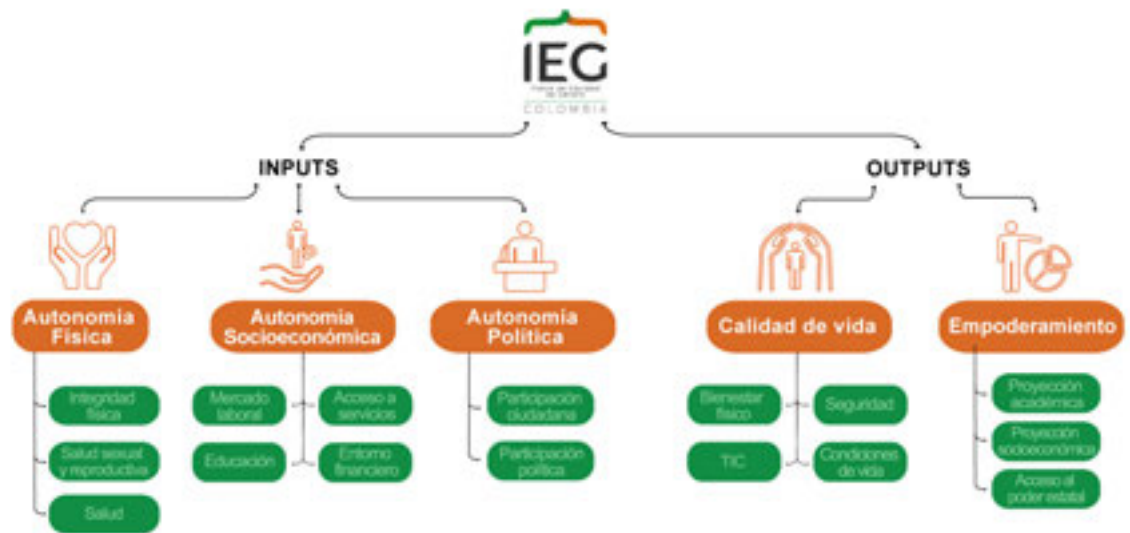 IEG
COLOMBIA
INPUTS
OUTPUTS
Autonomía
Física
Autonomía
Socioeconómica
Autonomía
Política
Calidad de vida
Empoderamiento
Integridad
física
Salud sexual
y reproductiva
Salud
Mercado
laboral
Acceso a
servicios
Educación
Entorno
financiero
Participación
ciudadana
Participación
política
Bienestar
físico
Seguridad
TIC
Condiciones
de vida
Proyección
académica
Proyección
socioeconómica
Acceso al
poder estatal